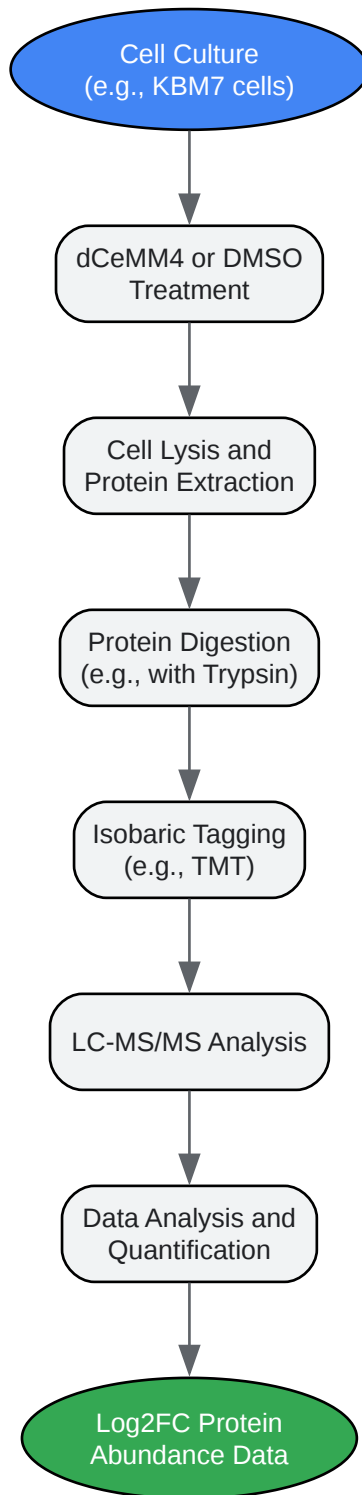 Cell Culture
(e.g., KBM7 cells)
dCeMM4 or DMSO
Treatment
Cell Lysis and
Protein Extraction
Protein Digestion
(e.g., with Trypsin)
Isobaric Tagging
(e.g., TMT)
LC-MS/MS Analysis
Data Analysis and
Quantification
Log2FC Protein
Abundance Data